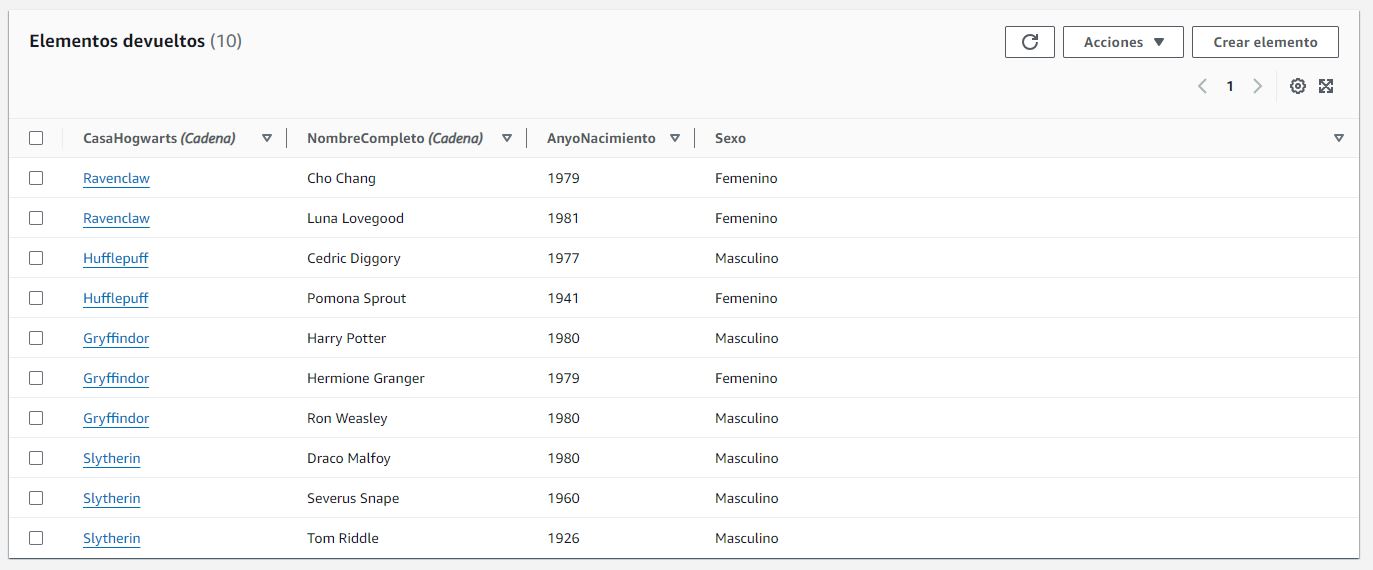 Elementos devueltos (10)
Acciones
Crear elemento
1
CasaHogwarts (Cadena) NombreCompleto (Cadena) AnyoNacimiento Sexo
Ravenclaw Cho Chang 1979 Femenino
Ravenclaw Luna Lovegood 1981 Femenino
Hufflepuff Cedric Diggory 1977 Masculino
Hufflepuff Pomona Sprout 1941 Femenino
Gryffindor Harry Potter 1980 Masculino
Gryffindor Hermione Granger 1979 Femenino
Gryffindor Ron Weasley 1980 Masculino
Slytherin Draco Malfoy 1980 Masculino
Slytherin Severus Snape 1960 Masculino
Slytherin Tom Riddle 1926 Masculino